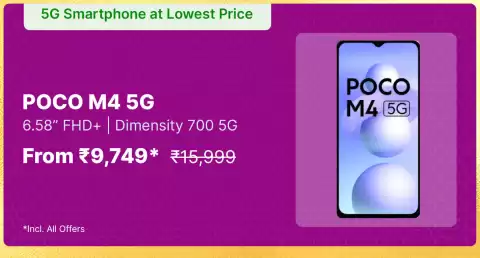 5G Smartphone at Lowest Price
POCO M4 5G
6.58” FHD+ | Dimensity 700 5G
From ₹9,749* ₹15,999
*Incl. All Offers
POCO
M4 5G